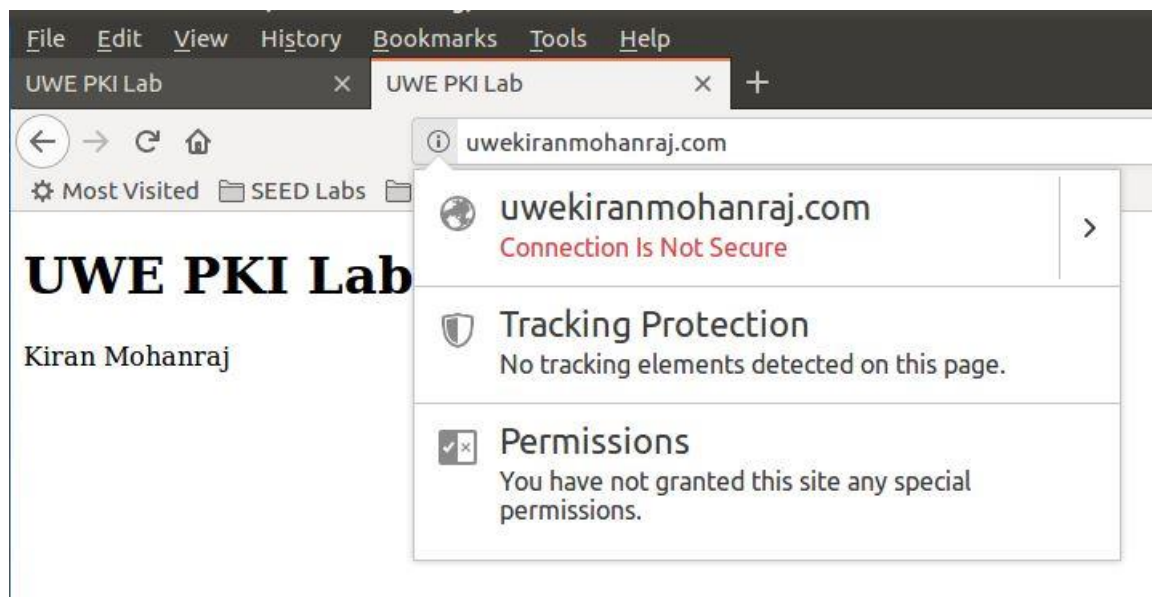 File Edit View History Bookmarks Tools Help
UWE PKI Lab × UWE PKI Lab × +
uwekiranmohanraj.com
Most Visited SEED Labs
uwekiranmohanraj.com
Connection Is Not Secure
UWE PKI Lab
Kiran Mohanraj
Tracking Protection
No tracking elements detected on this page.
Permissions
You have not granted this site any special
permissions.